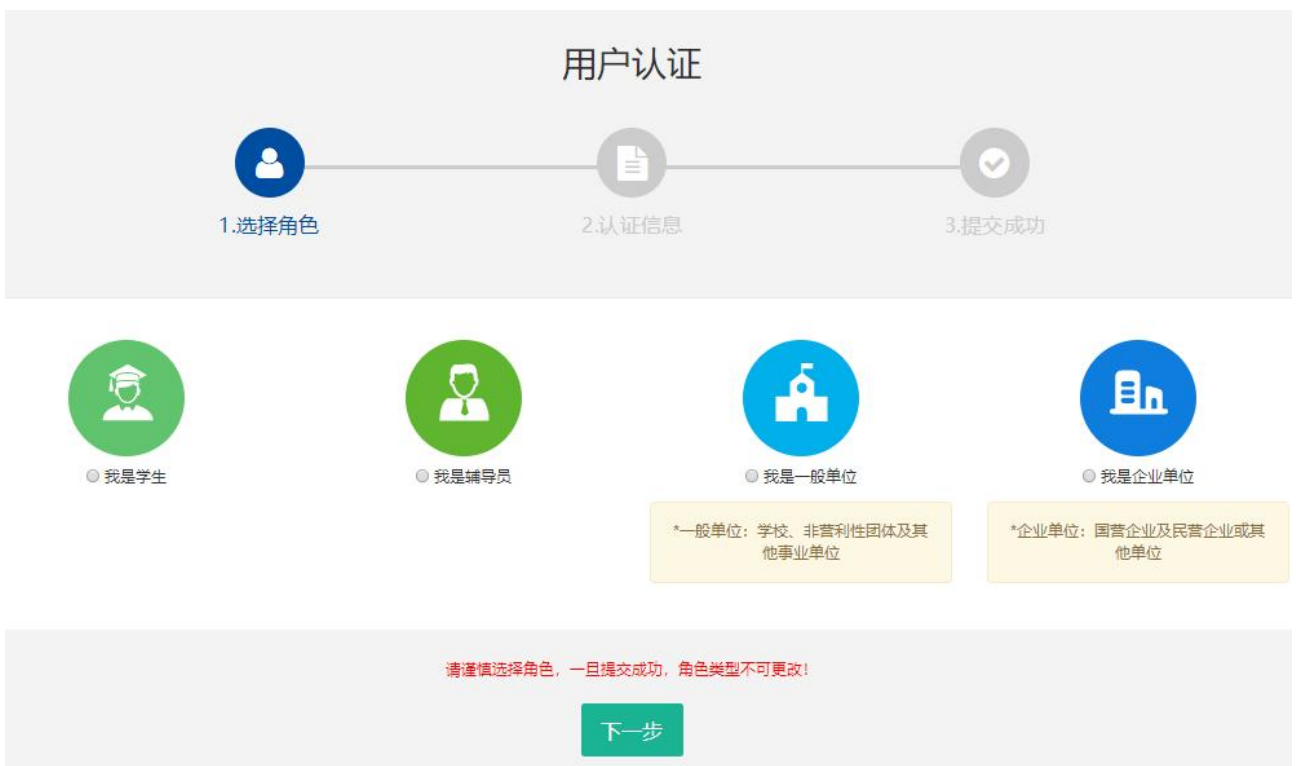 用户认证
1.选择角色
2.认证信息
3.提交成功
我是学生
我是辅导员
我是一般单位
我是企业单位
*一般单位：学校、非营利性团体及其
他事业单位
*企业单位：国营企业及民营企业或其
他单位
请谨慎选择角色，一旦提交成功，角色类型不可更改！
下一步